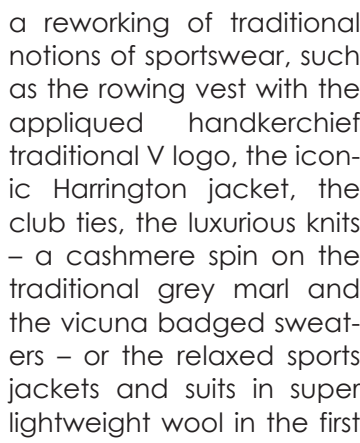 a reworking of traditional
notions of sportswear, such
as the rowing vest with the
appliqued handkerchief
traditional V logo, the icon-
ic Harrington jacket, the
club ties, the luxurious knits
– a cashmere spin on the
traditional grey marl and
the vicuna badged sweat-
ers – or the relaxed sports
jackets and suits in super
lightweight wool in the first